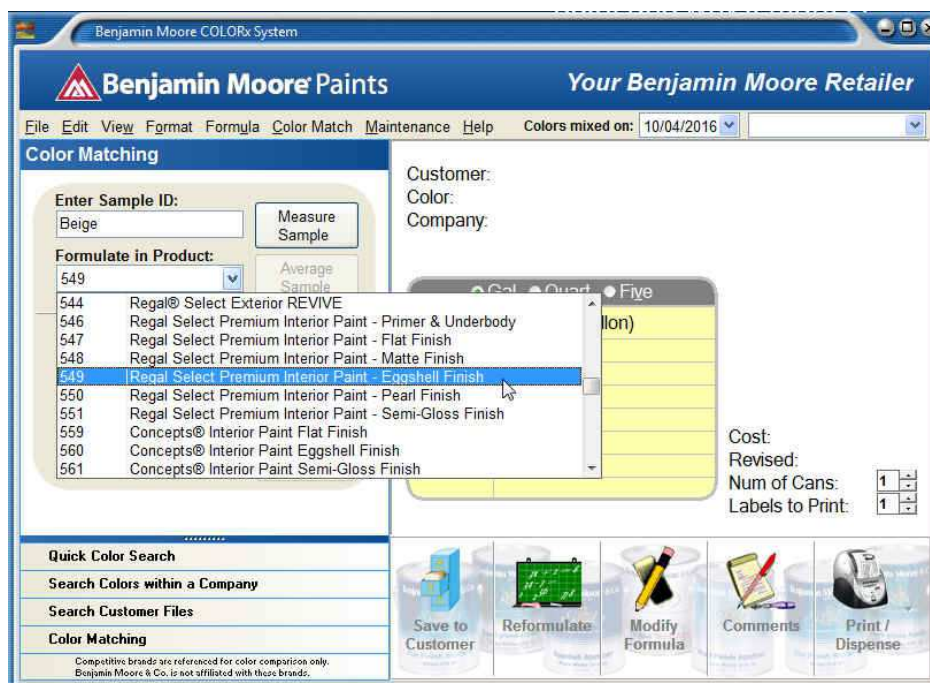 Benjamin Moore COLORx System
Benjamin Moore® Paints
Your Benjamin Moore Retailer
File Edit View Format Formula Color Match Maintenance Help Colors mixed on: 10/04/2016
Color Matching
Enter Sample ID:
Beige
Measure Sample
Formulate in Product:
549
Average Sample
544 Regal® Select Exterior REVIVE
546 Regal Select Premium Interior Paint - Primer & Underbody
547 Regal Select Premium Interior Paint - Flat Finish
548 Regal Select Premium Interior Paint - Matte Finish
549 Regal Select Premium Interior Paint - Eggshell Finish
550 Regal Select Premium Interior Paint - Pearl Finish
551 Regal Select Premium Interior Paint - Semi-Gloss Finish
559 Concepts® Interior Paint Flat Finish
560 Concepts® Interior Paint Eggshell Finish
561 Concepts® Interior Paint Semi-Gloss Finish
Customer:
Color:
Company:
Gal Quart Five
llon)
Cost:
Revised:
Num of Cans: 1
Labels to Print: 1
Quick Color Search
Search Colors within a Company
Search Customer Files
Color Matching
Competitive brands are referenced for color comparison only.
Benjamin Moore & Co. is not affiliated with these brands.
Save to Customer
Reformulate
Modify Formula
Comments
Print / Dispense